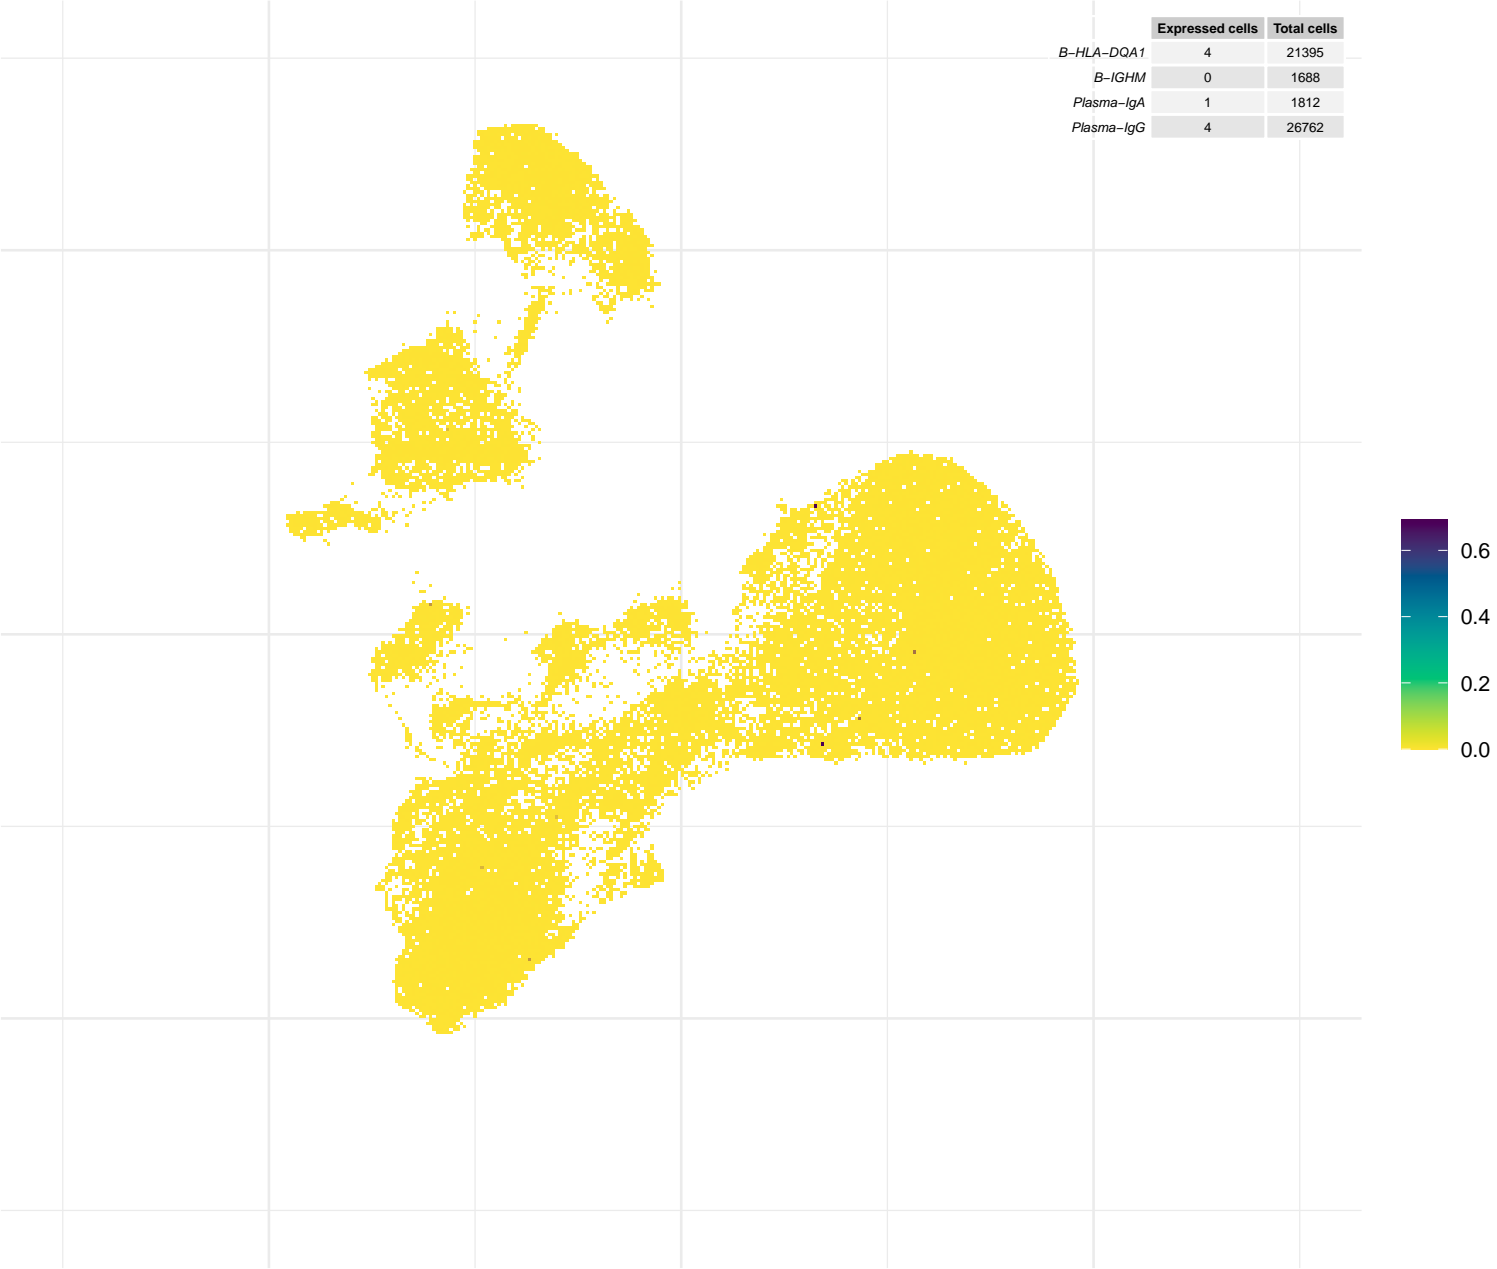 Expressed cells Total cells
B−HLA−DQA1 4 21395
B−IGHM 0 1688
Plasma−IgA 1 1812
Plasma−IgG 4 26762
0.6
0.4
0.2
0.0